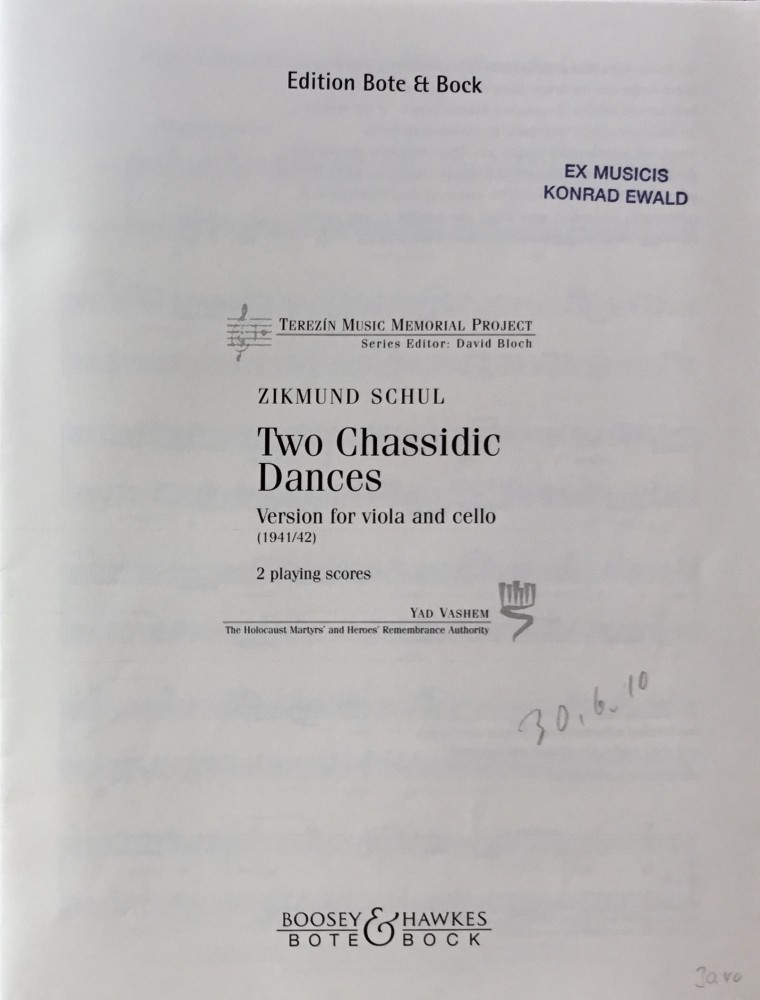 Edition Bote & Bock
EX MUSICIS
KONRAD EWALD
TEREZÍN MUSIC MEMORIAL PROJECT
Series Editor: David Bloch
ZIKMUND SCHUL
Two Chassidic
Dances
Version for viola and cello
(1941/42)
2 playing scores
YAD VASHEM
The Holocaust Martyrs' and Heroes' Remembrance Authority
30.6.10
BOOSEY & HAWKES
BOTE BOCK